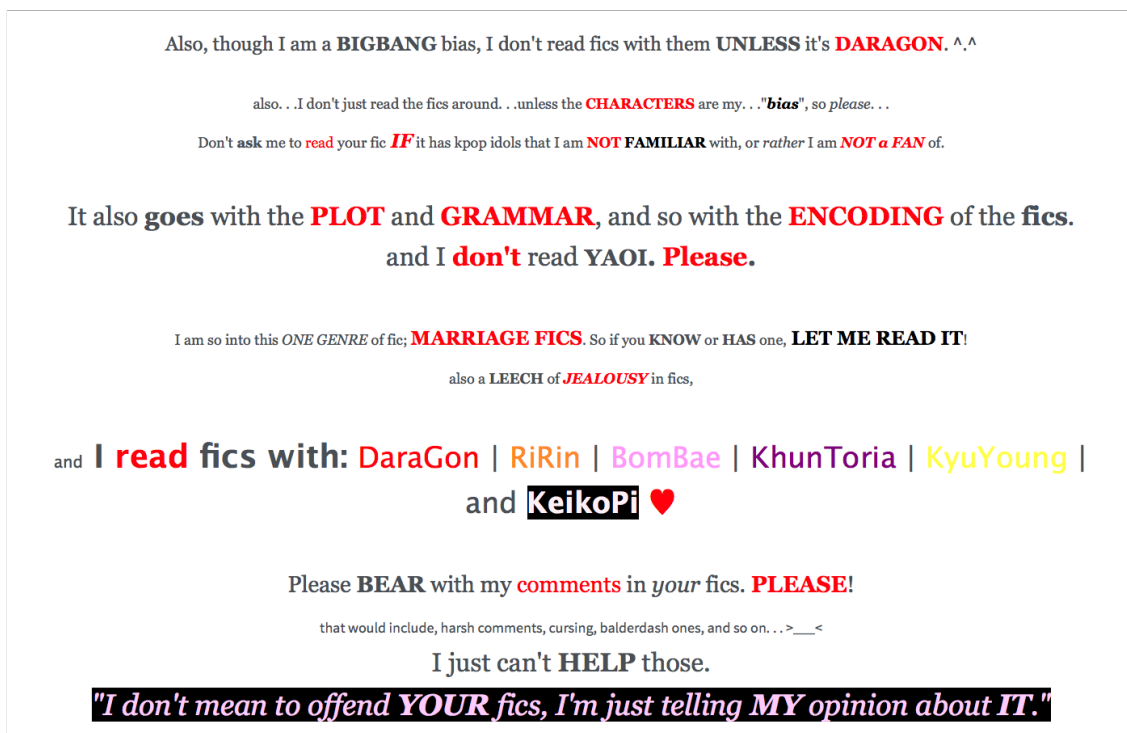 Also, though I am a BIGBANG bias, I don't read fics with them UNLESS it's DARAGON. ^.^
also. . .I don't just read the fics around. . .unless the CHARACTERS are my. . ."bias", so please. . .
Don't ask me to read your fic IF it has kpop idols that I am NOT FAMILIAR with, or rather I am NOT a FAN of.
It also goes with the PLOT and GRAMMAR, and so with the ENCODING of the fics.
and I don't read YAOI. Please.
I am so into this ONE GENRE of fic; MARRIAGE FICS. So if you KNOW or HAS one, LET ME READ IT!
also a LEECH of JEALOUSY in fics,
and I read fics with: DaraGon | RiRin | BomBae | KhunToria | KyuYoung |
and KeikoPi ♥
Please BEAR with my comments in your fics. PLEASE!
that would include, harsh comments, cursing, balderdash ones, and so on. . . >___<
I just can't HELP those.
"I don't mean to offend YOUR fics, I'm just telling MY opinion about IT."